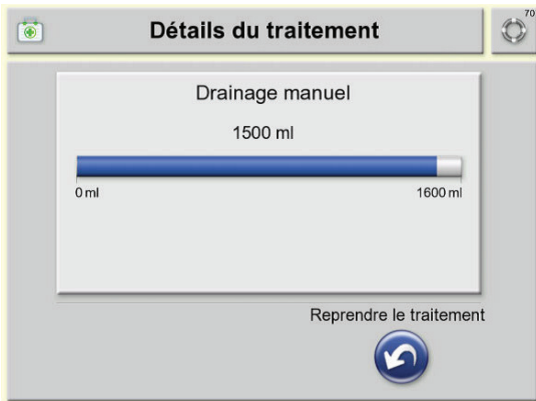 Détails du traitement
70
Drainage manuel
1500 ml
0 ml 1600 ml
Reprendre le traitement